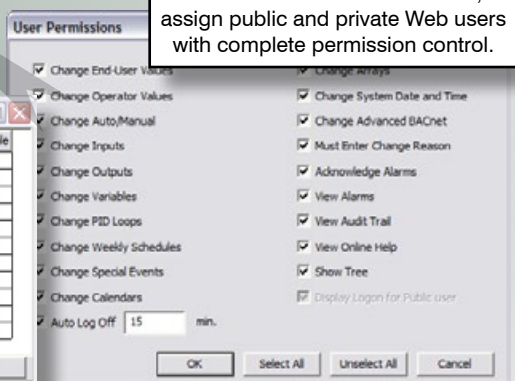 assign public and private Web users
with complete permission control.
User Permissions
Change End-User Values
Change Operator Values
Change Auto/Manual
Change Inputs
Change Outputs
Change Variables
Change PID Loops
Change Weekly Schedules
Change Special Events
Change Calendars
Auto Log Off 15 min.
Change Arrays
Change System Date and Time
Change Advanced BACnet
Must Enter Change Reason
Acknowledge Alarms
View Alarms
View Audit Trail
View Online Help
Show Tree
Display Logon for Public user
OK
Select All
Unselect All
Cancel